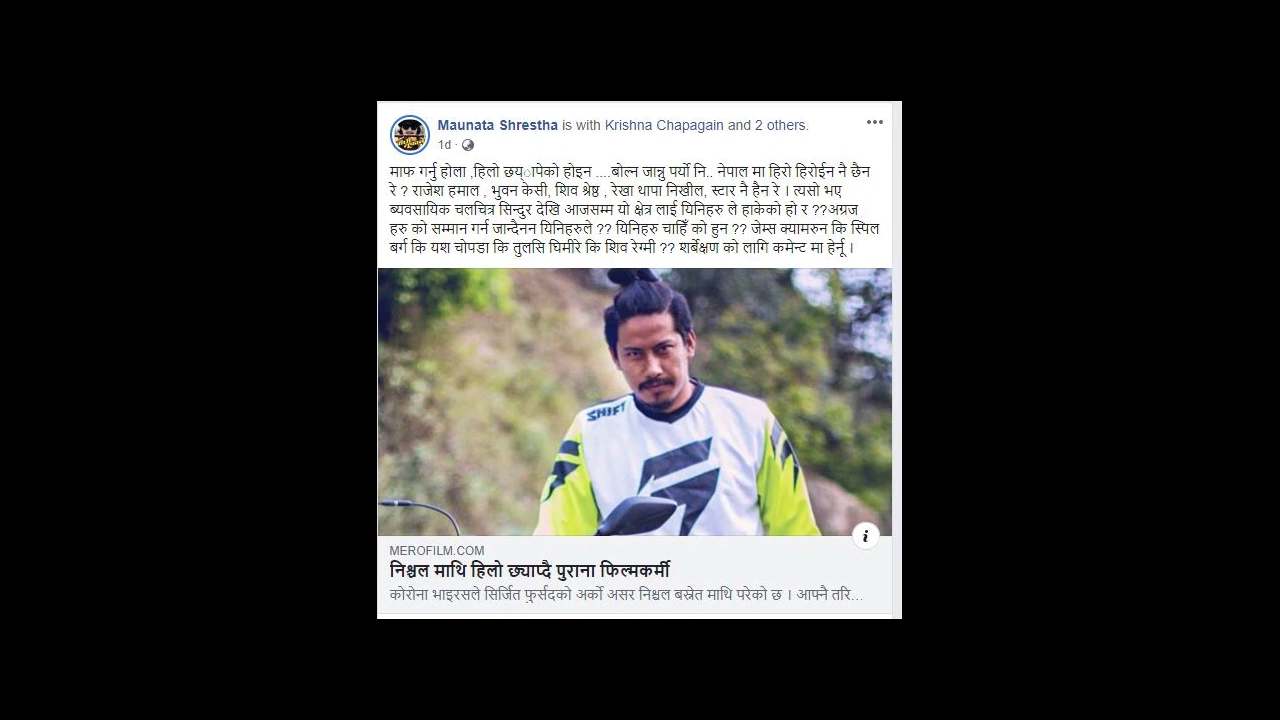 Maunata Shrestha is with Krishna Chapagain and 2 others.
1d
माफ गर्नु होला ,हिलो छय्ापेको होइन ....बोल्न जान्नु पर्यो नि.. नेपाल मा हिरो हिरोईन नै छैन
रे ? राजेश हमाल , भुवन केसी, शिव श्रेष्ठ , रेखा थापा निखील, स्टार नै हैन रे । त्यसो भए
ब्यवसायिक चलचित्र सिन्दुर देखि आजसम्म यो क्षेत्र लाई यिनिहरु ले हाकेको हो र ??अग्रज
हरु को सम्मान गर्न जान्दैनन यिनिहरुले ?? यिनिहरु चाहिँ को हुन ?? जेम्स क्यामरुन कि स्पिल
बर्ग कि यश चोपडा कि तुलसि घिमीरे कि शिव रेग्मी ?? शर्बेक्षण को लागि कमेन्ट मा हेर्नू ।
SHIFT
MEROFILM.COM
निश्चल माथि हिलो छ्याप्दै पुराना फिल्मकर्मी
कोरोना भाइरसले सिर्जित फुर्सदको अर्को असर निश्चल बस्नेत माथि परेको छ । आफ्नै तरि...